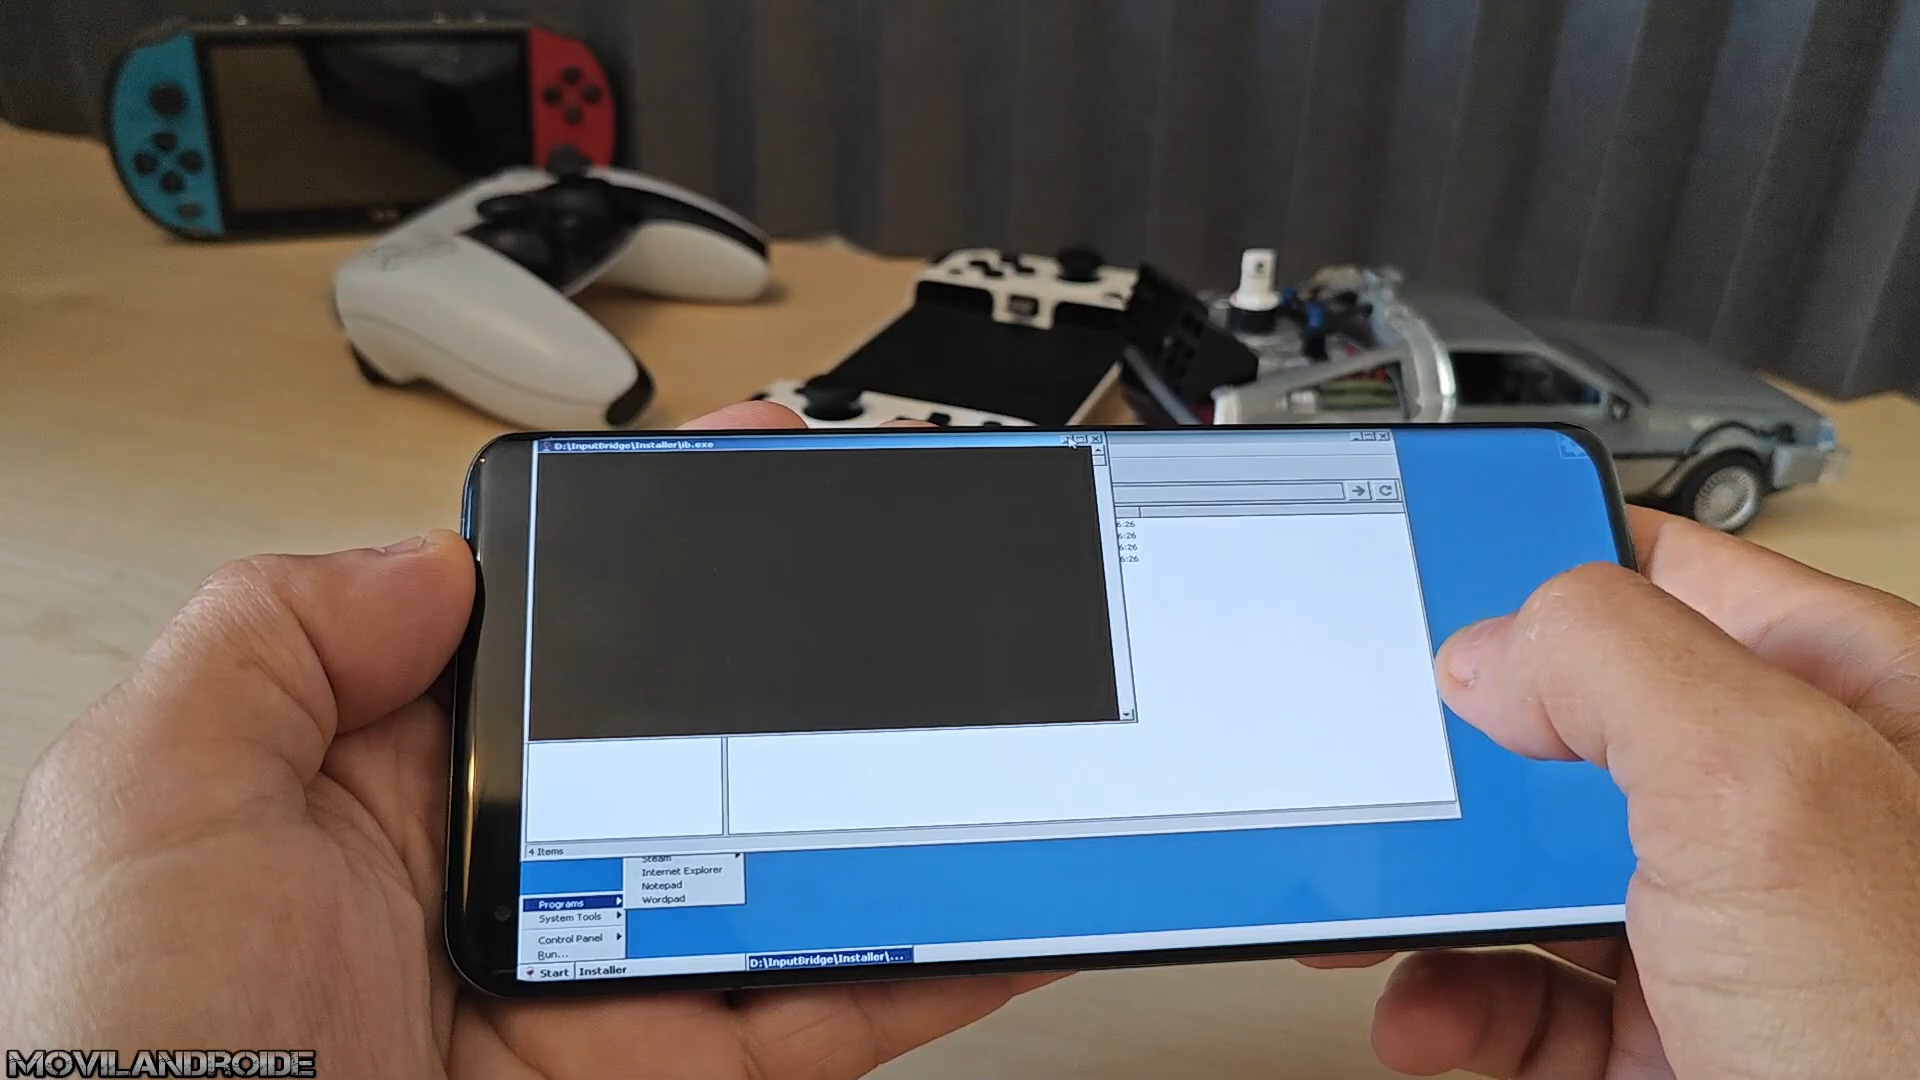 D:\InputBridge\Installer\ib.exe
6:26
6:26
6:26
6:26
4 Items
Steam
Internet Explorer
Notepad
Wordpad
Programs
System Tools
Control Panel
Run...
Start
Installer
D:\InputBridge\Installer\...
MOVILANDROIDE